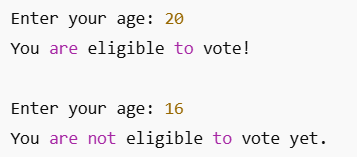 Enter your age: 20
You are eligible to vote!
Enter your age: 16
You are not eligible to vote yet.